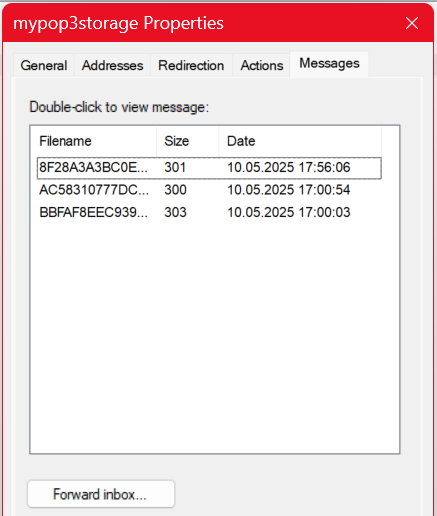 mypop3storage Properties
General Addresses Redirection Actions Messages
Double-click to view message:
Filename Size Date
8F28A3A3BC0E... 301 10.05.2025 17:56:06
AC58310777DC... 300 10.05.2025 17:00:54
BBFAF8EEC939... 303 10.05.2025 17:00:03
Forward inbox...